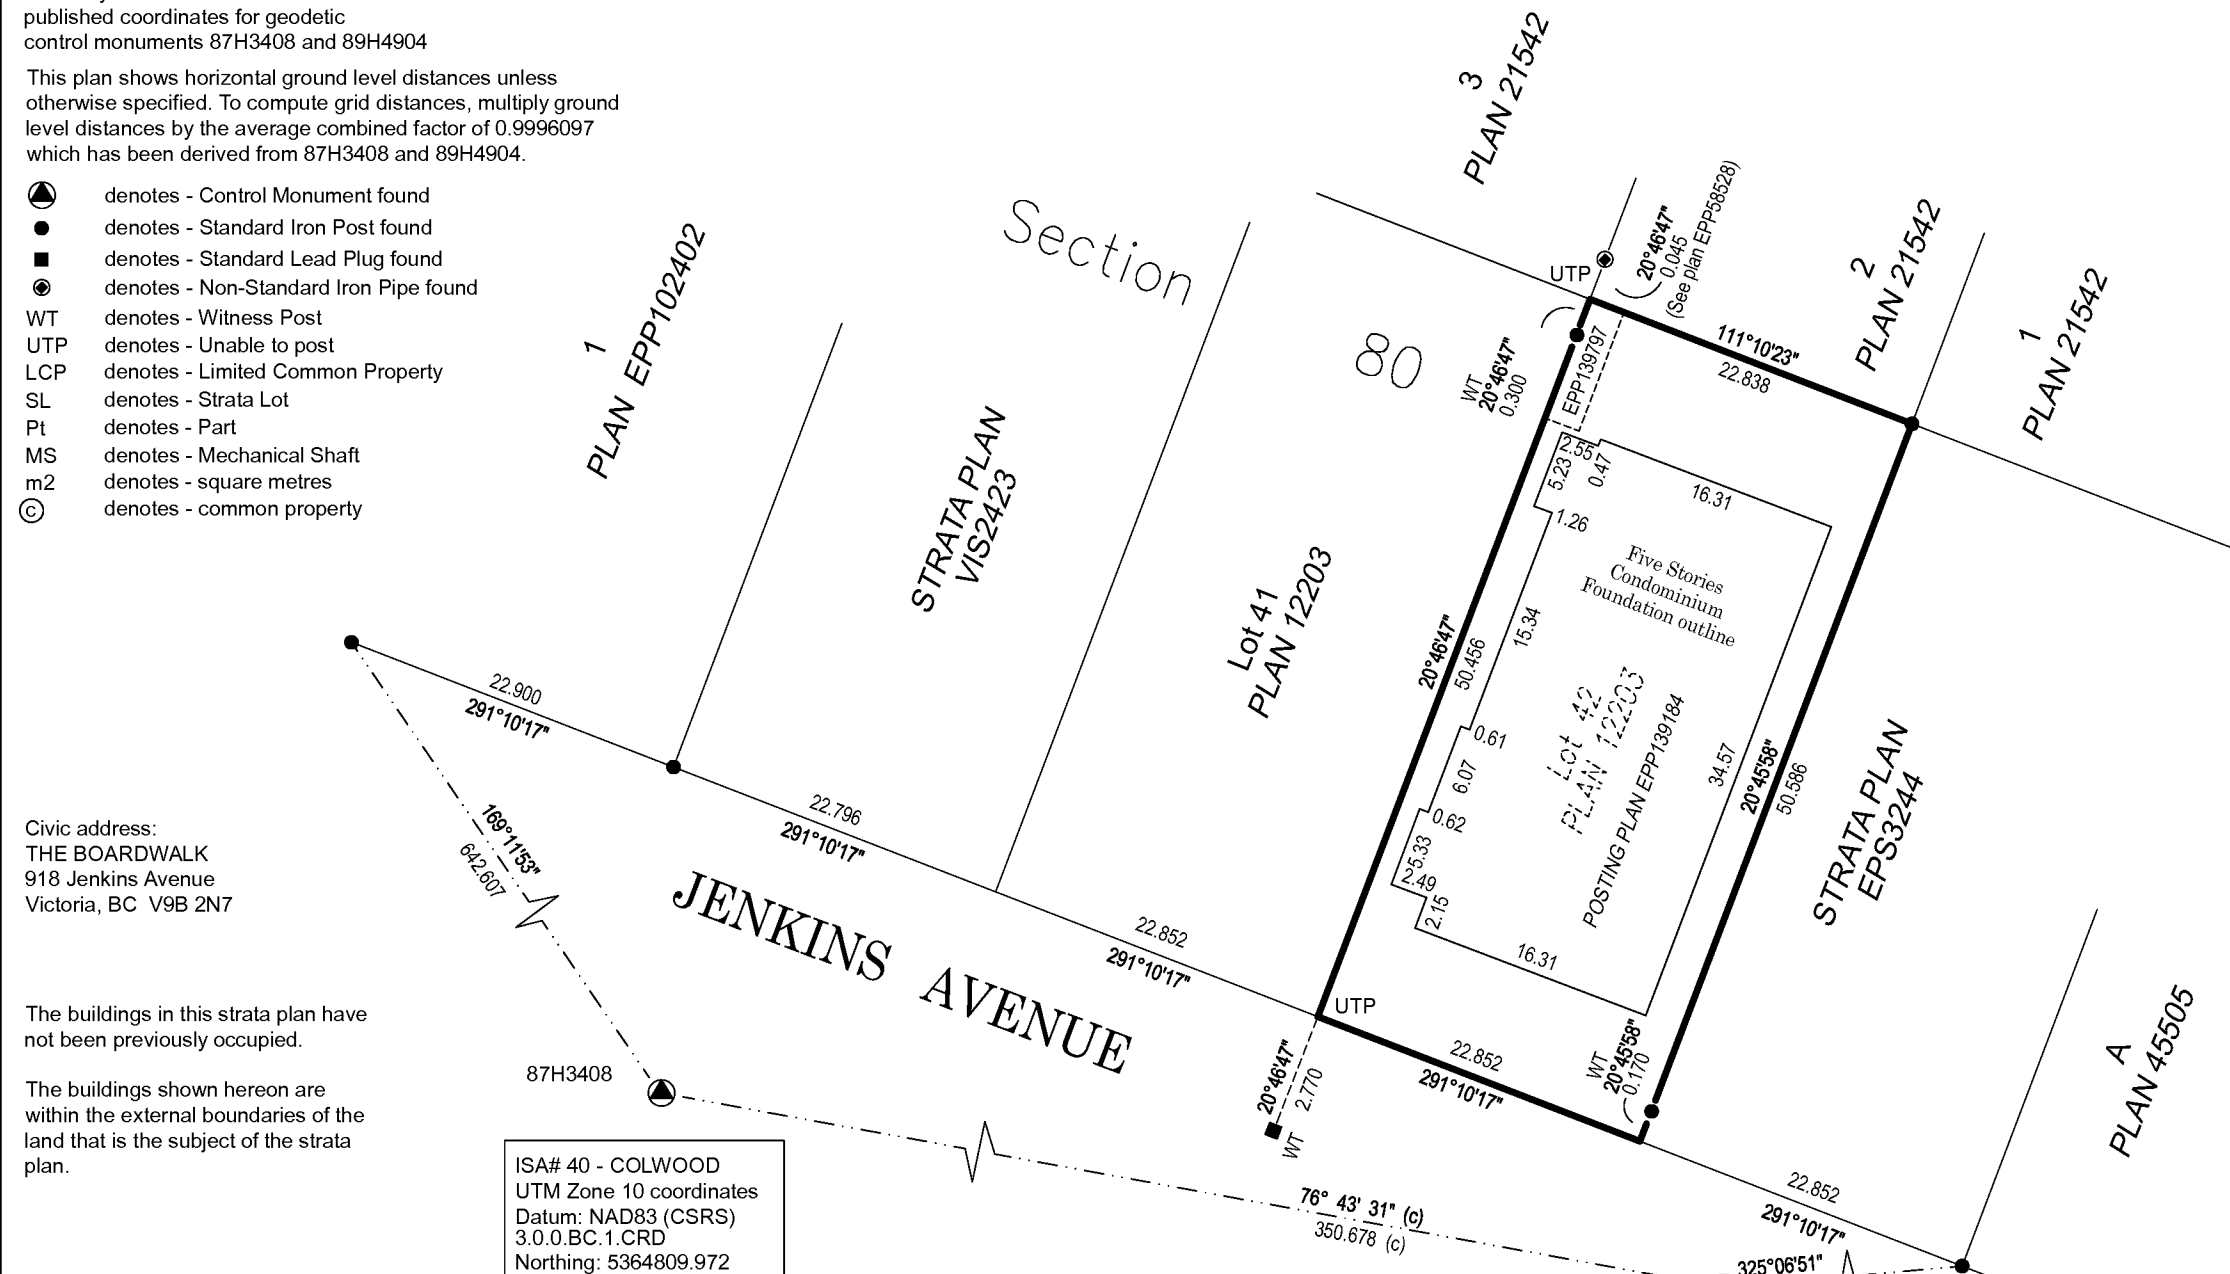 published coordinates for geodetic
control monuments 87H3408 and 89H4904
This plan shows horizontal ground level distances unless
otherwise specified. To compute grid distances, multiply ground
level distances by the average combined factor of 0.9996097
which has been derived from 87H3408 and 89H4904.
denotes - Control Monument found
denotes - Standard Iron Post found
denotes - Standard Lead Plug found
denotes - Non-Standard Iron Pipe found
WT denotes - Witness Post
UTP denotes - Unable to post
LCP denotes - Limited Common Property
SL denotes - Strata Lot
Pt denotes - Part
MS denotes - Mechanical Shaft
m2 denotes - square metres
c denotes - common property
Civic address:
THE BOARDWALK
918 Jenkins Avenue
Victoria, BC V9B 2N7
The buildings in this strata plan have
not been previously occupied.
The buildings shown hereon are
within the external boundaries of the
land that is the subject of the strata
plan.
87H3408
ISA# 40 - COLWOOD
UTM Zone 10 coordinates
Datum: NAD83 (CSRS)
3.0.0.BC.1.CRD
Northing: 5364809.972
1
PLAN EPP102402
STRATA PLAN
VIS2423
Section
80
Lot 41
PLAN 12203
3
PLAN 21542
2
PLAN 21542
1
PLAN 21542
UTP
20°46'47"
0.045
(See plan EPP58528)
WT
20°46'47"
0.300
EPP139797
111°10'23"
22.838
2.55
5.23
0.47
16.31
1.26
Five Stories
Condominium
Foundation outline
15.34
20°46'47"
50.456
Lot 42
PLAN 12203
POSTING PLAN EPP139184
0.61
6.07
0.62
5.33
2.49
2.15
16.31
34.57
20°45'58"
50.586
STRATA PLAN
EPS3244
A
PLAN 45505
22.900
291°10'17"
22.796
291°10'17"
22.852
291°10'17"
169°11'53"
642.607
JENKINS AVENUE
UTP
20°46'47"
2.770
WT
22.852
291°10'17"
WT
20°45'58"
0.170
22.852
291°10'17"
76° 43' 31" (c)
350.678 (c)
325°06'51"